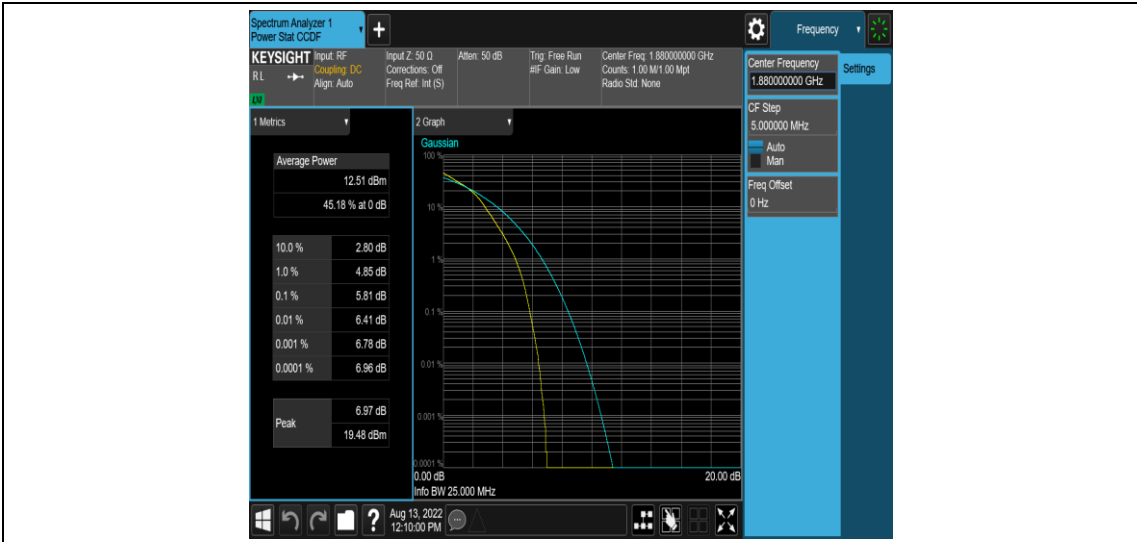 Spectrum Analyzer 1
Power Stat CCDF
+
Frequency
KEYSIGHT
RL
LXI
Input: RF
Coupling: DC
Align: Auto
Input Z: 50 Ω
Corrections: Off
Freq Ref: Int (S)
Atten: 50 dB
Trig: Free Run
#IF Gain: Low
Center Freq: 1.880000000 GHz
Counts: 1.00 M/1.00 Mpt
Radio Std: None
Center Frequency
1.880000000 GHz
Settings
CF Step
5.000000 MHz
Auto
Man
Freq Offset
0 Hz
1 Metrics
Average Power
12.51 dBm
45.18 % at 0 dB
10.0 % 2.80 dB
1.0 % 4.85 dB
0.1 % 5.81 dB
0.01 % 6.41 dB
0.001 % 6.78 dB
0.0001 % 6.96 dB
Peak
6.97 dB
19.48 dBm
2 Graph
Gaussian
100 %
10 %
1 %
0.1 %
0.01 %
0.001 %
0.0001 %
0.00 dB 20.00 dB
Info BW 25.000 MHz
?
Aug 13, 2022
12:10:00 PM